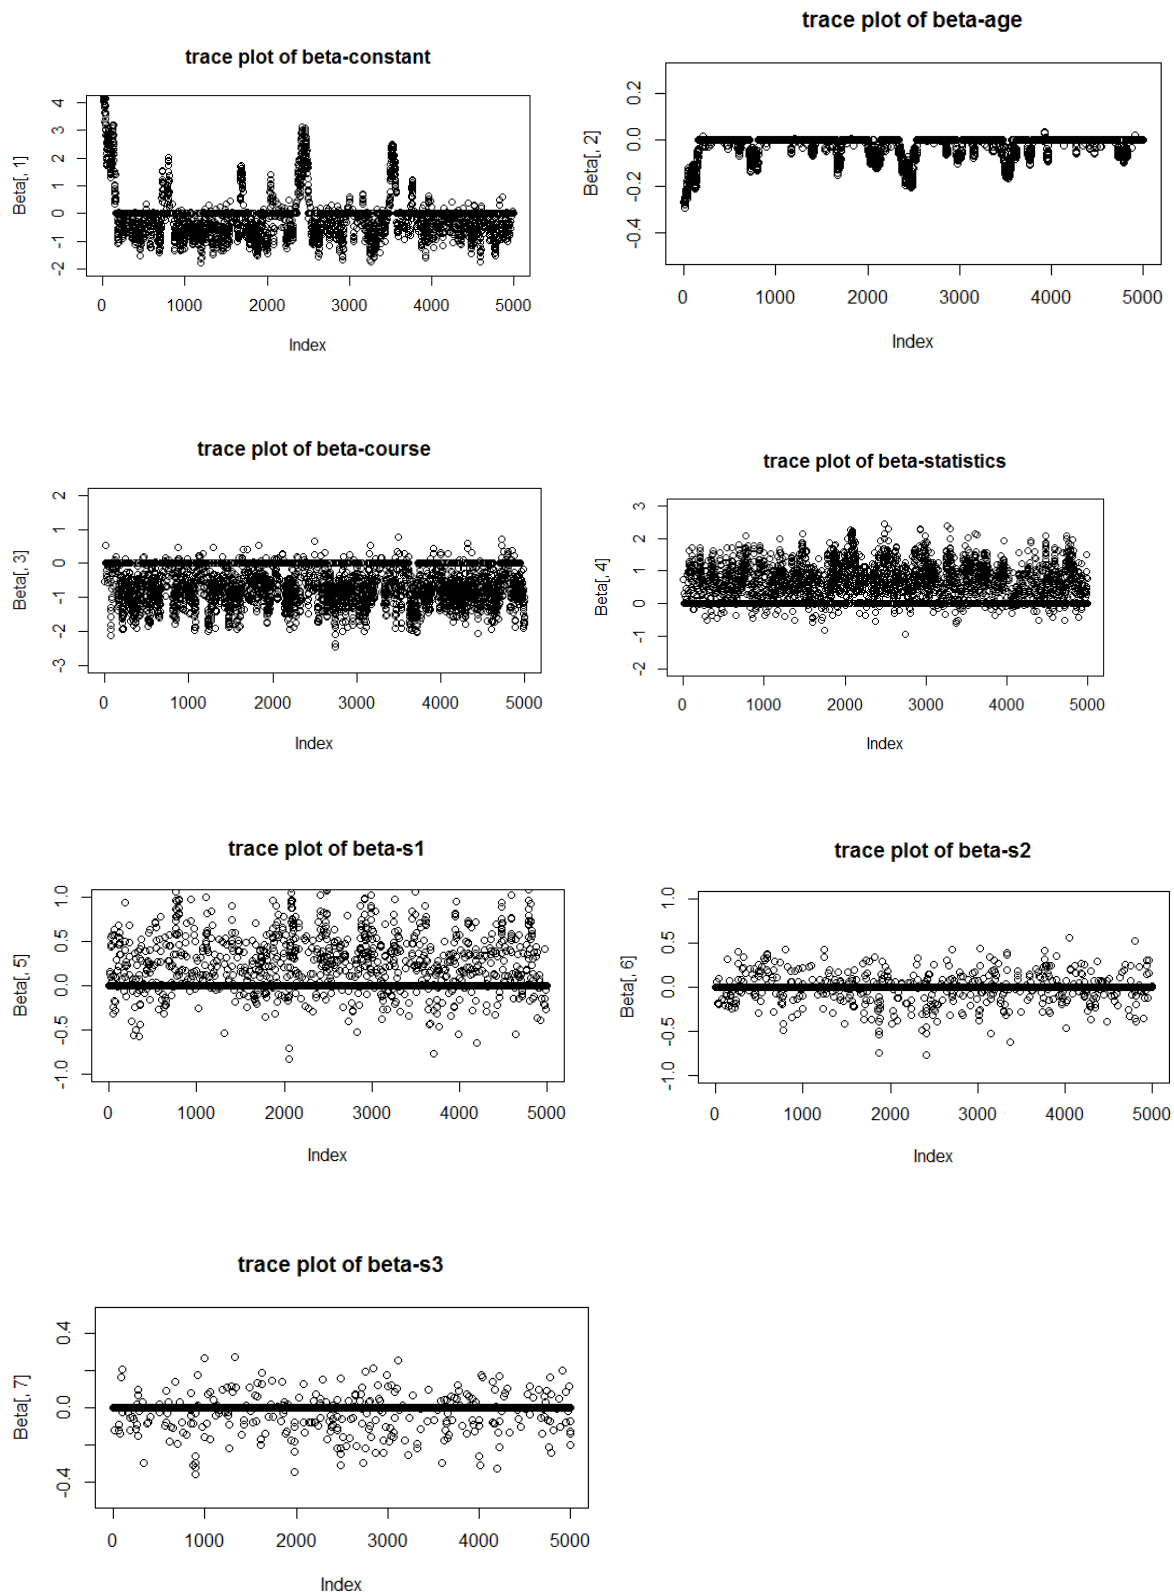 trace plot of beta-constant
Beta[, 1]
4
3
2
1
0
-1
-2
0 1000 2000 3000 4000 5000
Index
trace plot of beta-age
Beta[, 2]
0.2
0.0
-0.2
-0.4
0 1000 2000 3000 4000 5000
Index
trace plot of beta-course
Beta[, 3]
2
1
0
-1
-2
-3
0 1000 2000 3000 4000 5000
Index
trace plot of beta-statistics
Beta[, 4]
3
2
1
0
-1
-2
0 1000 2000 3000 4000 5000
Index
trace plot of beta-s1
Beta[, 5]
1.0
0.5
0.0
-0.5
-1.0
0 1000 2000 3000 4000 5000
Index
trace plot of beta-s2
Beta[, 6]
1.0
0.5
0.0
-0.5
-1.0
0 1000 2000 3000 4000 5000
Index
trace plot of beta-s3
Beta[, 7]
0.4
0.0
-0.4
0 1000 2000 3000 4000 5000
Index